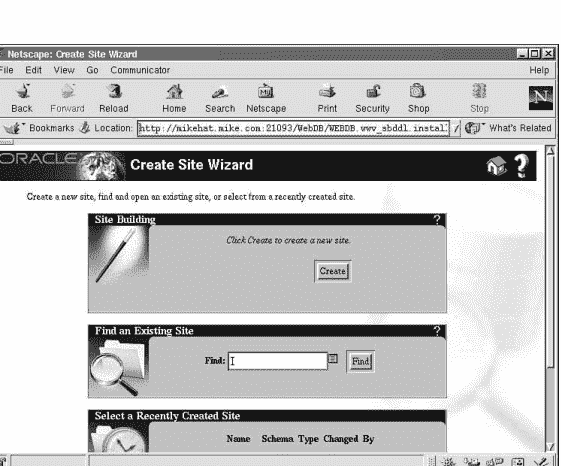 Netscape: Create Site Wizard
File Edit View Go Communicator Help
Back Forward Reload Home Search Netscape Print Security Shop Stop
My
N
Bookmarks Location: http://mikehat.mike.com:21093/WebDB/WEBDB.wwv_sbddl.instal What's Related
ORACLE Create Site Wizard ?
Create a new site, find and open an existing site, or select from a recently created site.
Site Building ?
Click Create to create a new site.
Create
Find an Existing Site ?
Find: Find
Select a Recently Created Site
Name Schema Type Changed By